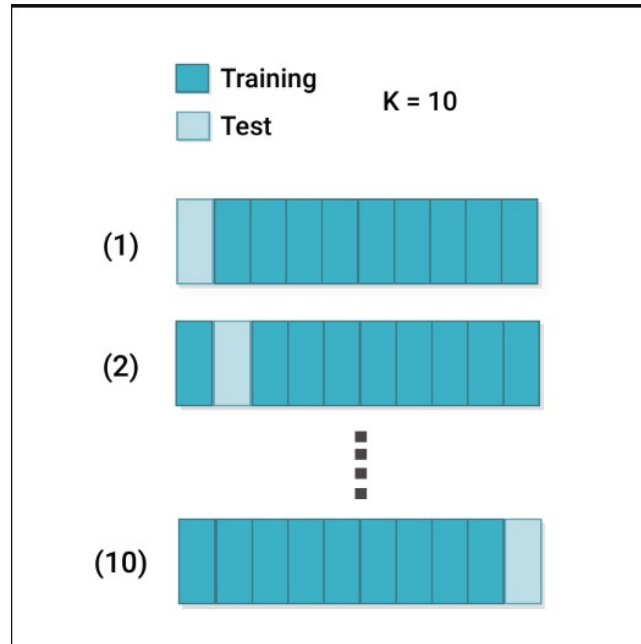 Training
K = 10
Test
(1)
(2)
(10)